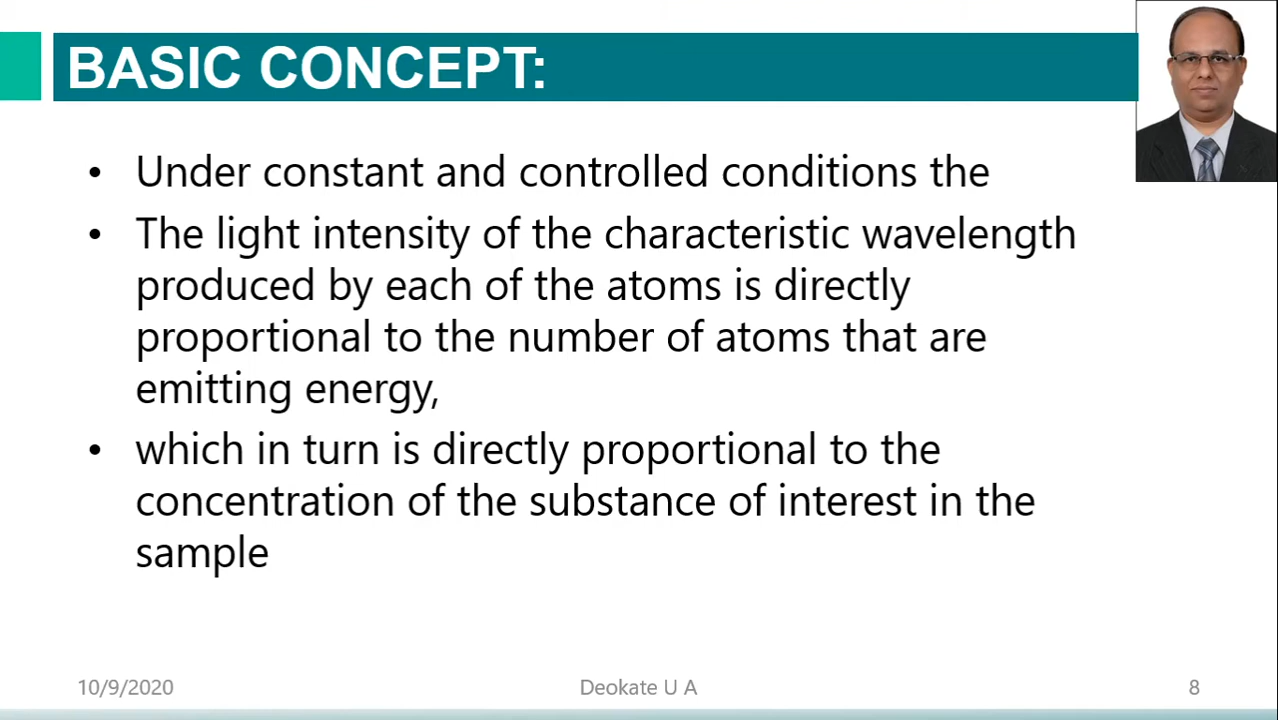 BASIC CONCEPT:
• Under constant and controlled conditions the
• The light intensity of the characteristic wavelength
produced by each of the atoms is directly
proportional to the number of atoms that are
emitting energy,
• which in turn is directly proportional to the
concentration of the substance of interest in the
sample
10/9/2020
Deokate U A
8